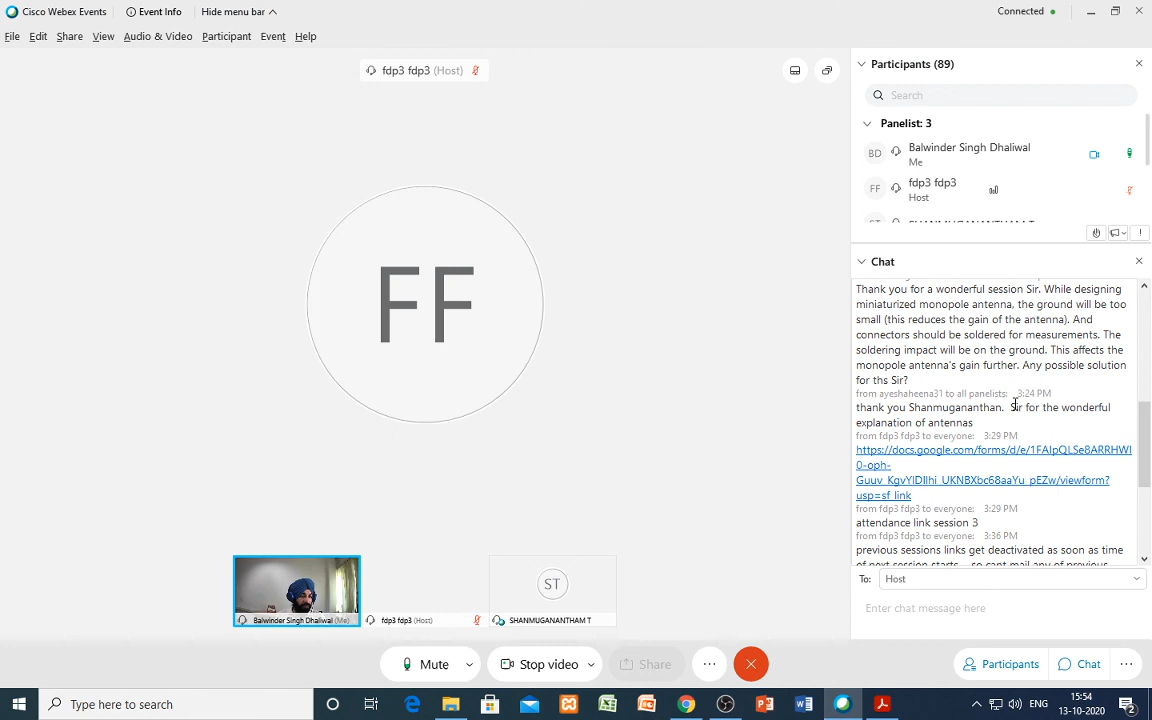 Cisco Webex Events
Event Info
Hide menu bar
Connected
File Edit Share View Audio & Video Participant Event Help
fdp3 fdp3 (Host)
FF
Balwinder Singh Dhaliwal (Me)
fdp3 fdp3 (Host)
ST
SHANMUGANANTHAM T
Mute
Stop video
Share
Participants (89)
Search
Panelist: 3
BD
Balwinder Singh Dhaliwal
Me
FF
fdp3 fdp3
Host
Chat
Thank you for a wonderful session Sir. While designing
miniaturized monopole antenna, the ground will be too
small (this reduces the gain of the antenna). And
connectors should be soldered for measurements. The
soldering impact will be on the ground. This affects the
monopole antenna's gain further. Any possible solution
for ths Sir?
from ayeshaheena31 to all panelists: 3:24 PM
thank you Shanmugananthan. Sir for the wonderful
explanation of antennas
from fdp3 fdp3 to everyone: 3:29 PM
https://docs.google.com/forms/d/e/1FAIpQLSe8ARRHWI
0-oph-
Guuv_KgvYIDIlhi_UKNBXbc68aaYu_pEZw/viewform?
usp=sf_link
from fdp3 fdp3 to everyone: 3:29 PM
attendance link session 3
from fdp3 fdp3 to everyone: 3:36 PM
previous sessions links get deactivated as soon as time
To: Host
Enter chat message here
Participants
Chat
Type here to search
ENG
15:54
13-10-2020
2